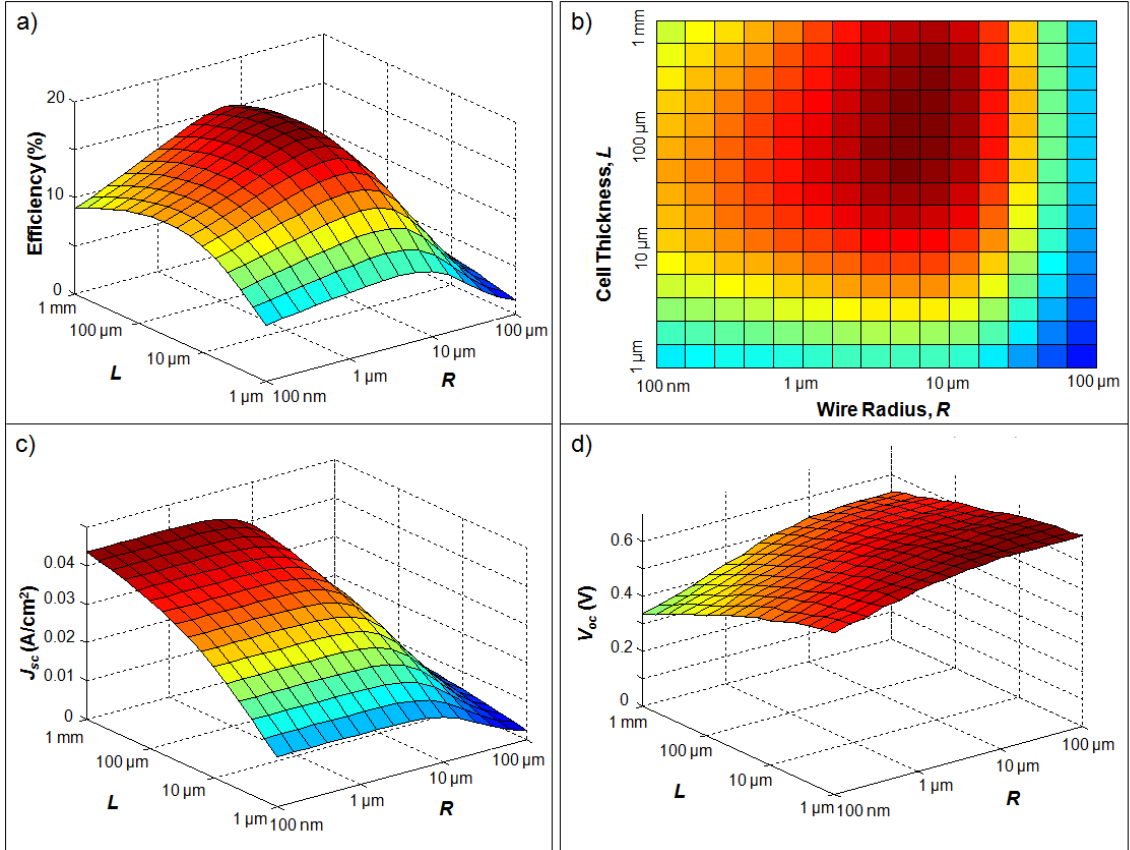 a)
20
10
0
Efficiency (%)
1 mm
100 µm
10 µm
1 µm
L
100 nm
1 µm
10 µm
100 µm
R
b)
1 mm
100 µm
10 µm
1 µm
Cell Thickness, L
100 nm
1 µm
10 µm
100 µm
Wire Radius, R
c)
0.04
0.03
0.02
0.01
0
Jsc (A/cm²)
1 mm
100 µm
10 µm
1 µm
L
100 nm
1 µm
10 µm
100 µm
R
d)
0.6
0.4
0.2
0
Voc (V)
1 mm
100 µm
10 µm
1 µm
L
100 nm
1 µm
10 µm
100 µm
R